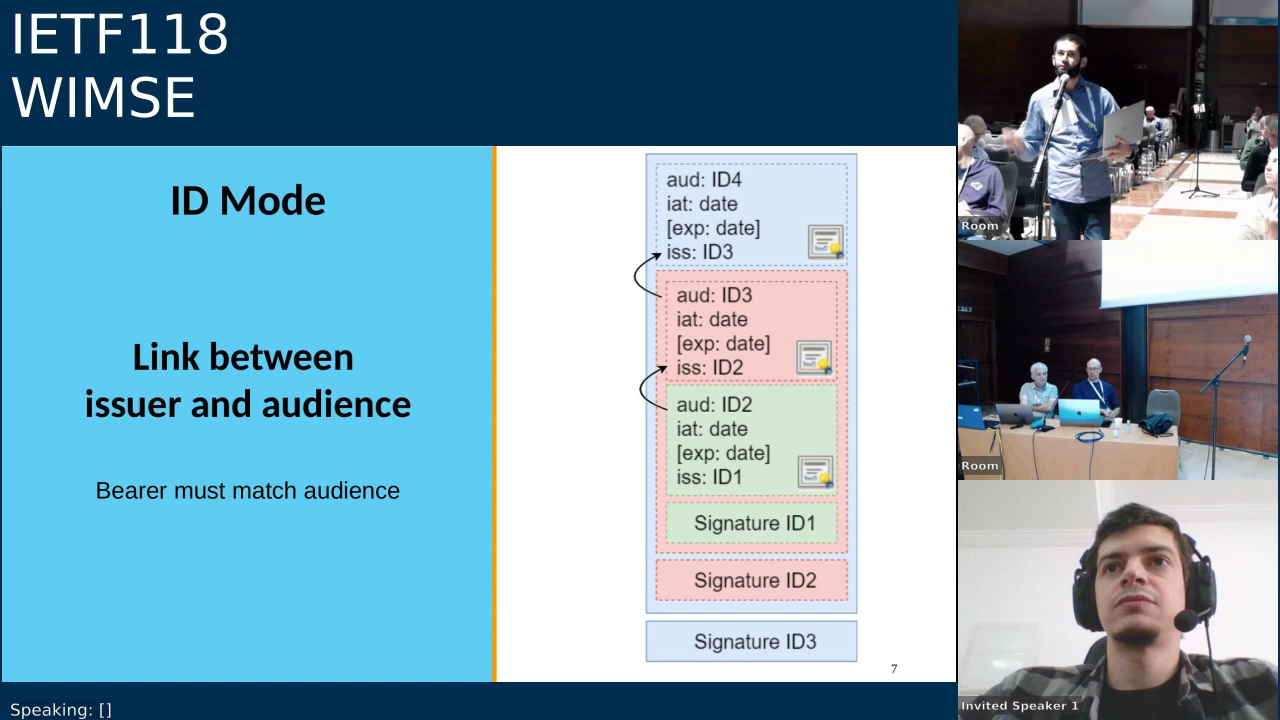 IETF118
WIMSE
ID Mode
Link between
issuer and audience
Bearer must match audience
aud: ID4
iat: date
[exp: date]
iss: ID3
aud: ID3
iat: date
[exp: date]
iss: ID2
aud: ID2
iat: date
[exp: date]
iss: ID1
Signature ID1
Signature ID2
Signature ID3
7
Speaking: []
Room
Room
Invited Speaker 1